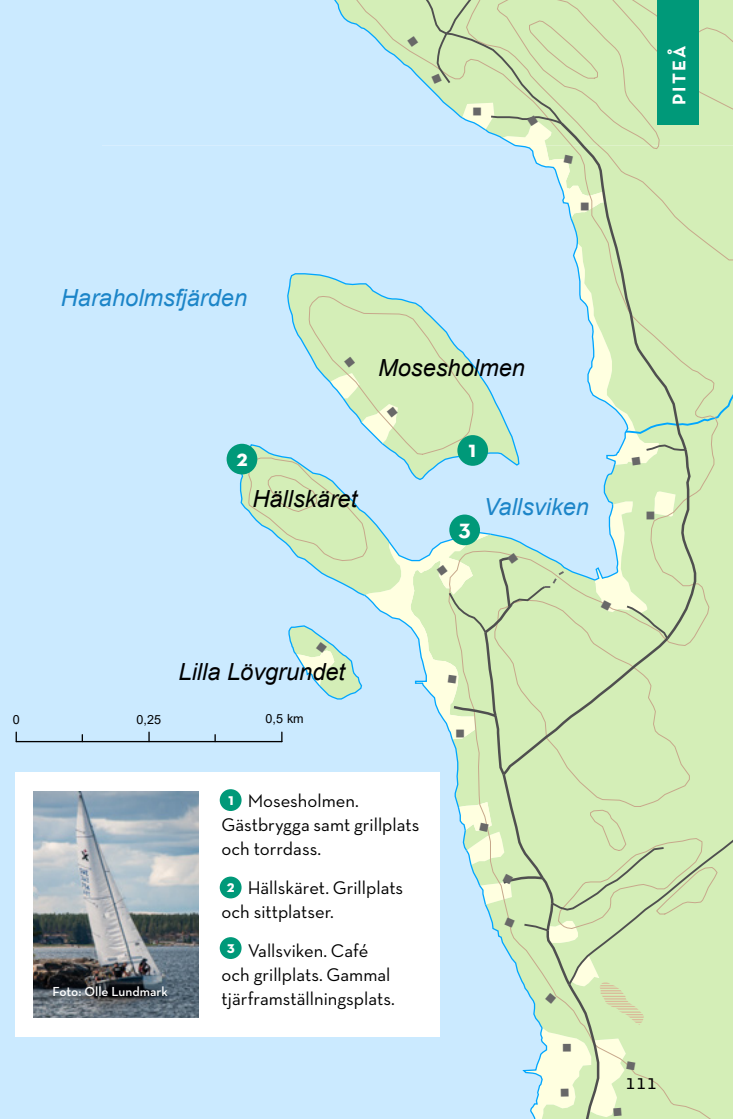 PITEÅ
Haraholmsfjärden
Mosesholmen
1
2
Hällskäret
Vallsviken
3
Lilla Lövgrundet
0 0,25 0,5 km
1 Mosesholmen.
Gästbrygga samt grillplats
och torrdass.
2 Hällskäret. Grillplats
och sittplatser.
3 Vallsviken. Café
och grillplats. Gammal
tjärframställningsplats.
Foto: Olle Lundmark
111